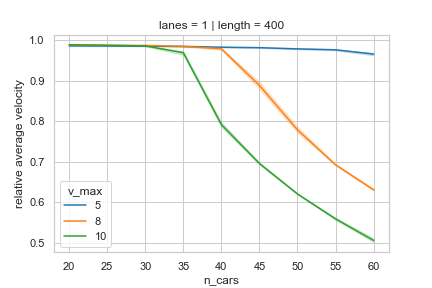 lanes = 1 | length = 400
relative average velocity
1.0
0.9
0.8
0.7
0.6
0.5
v_max
5
8
10
20 25 30 35 40 45 50 55 60
n_cars